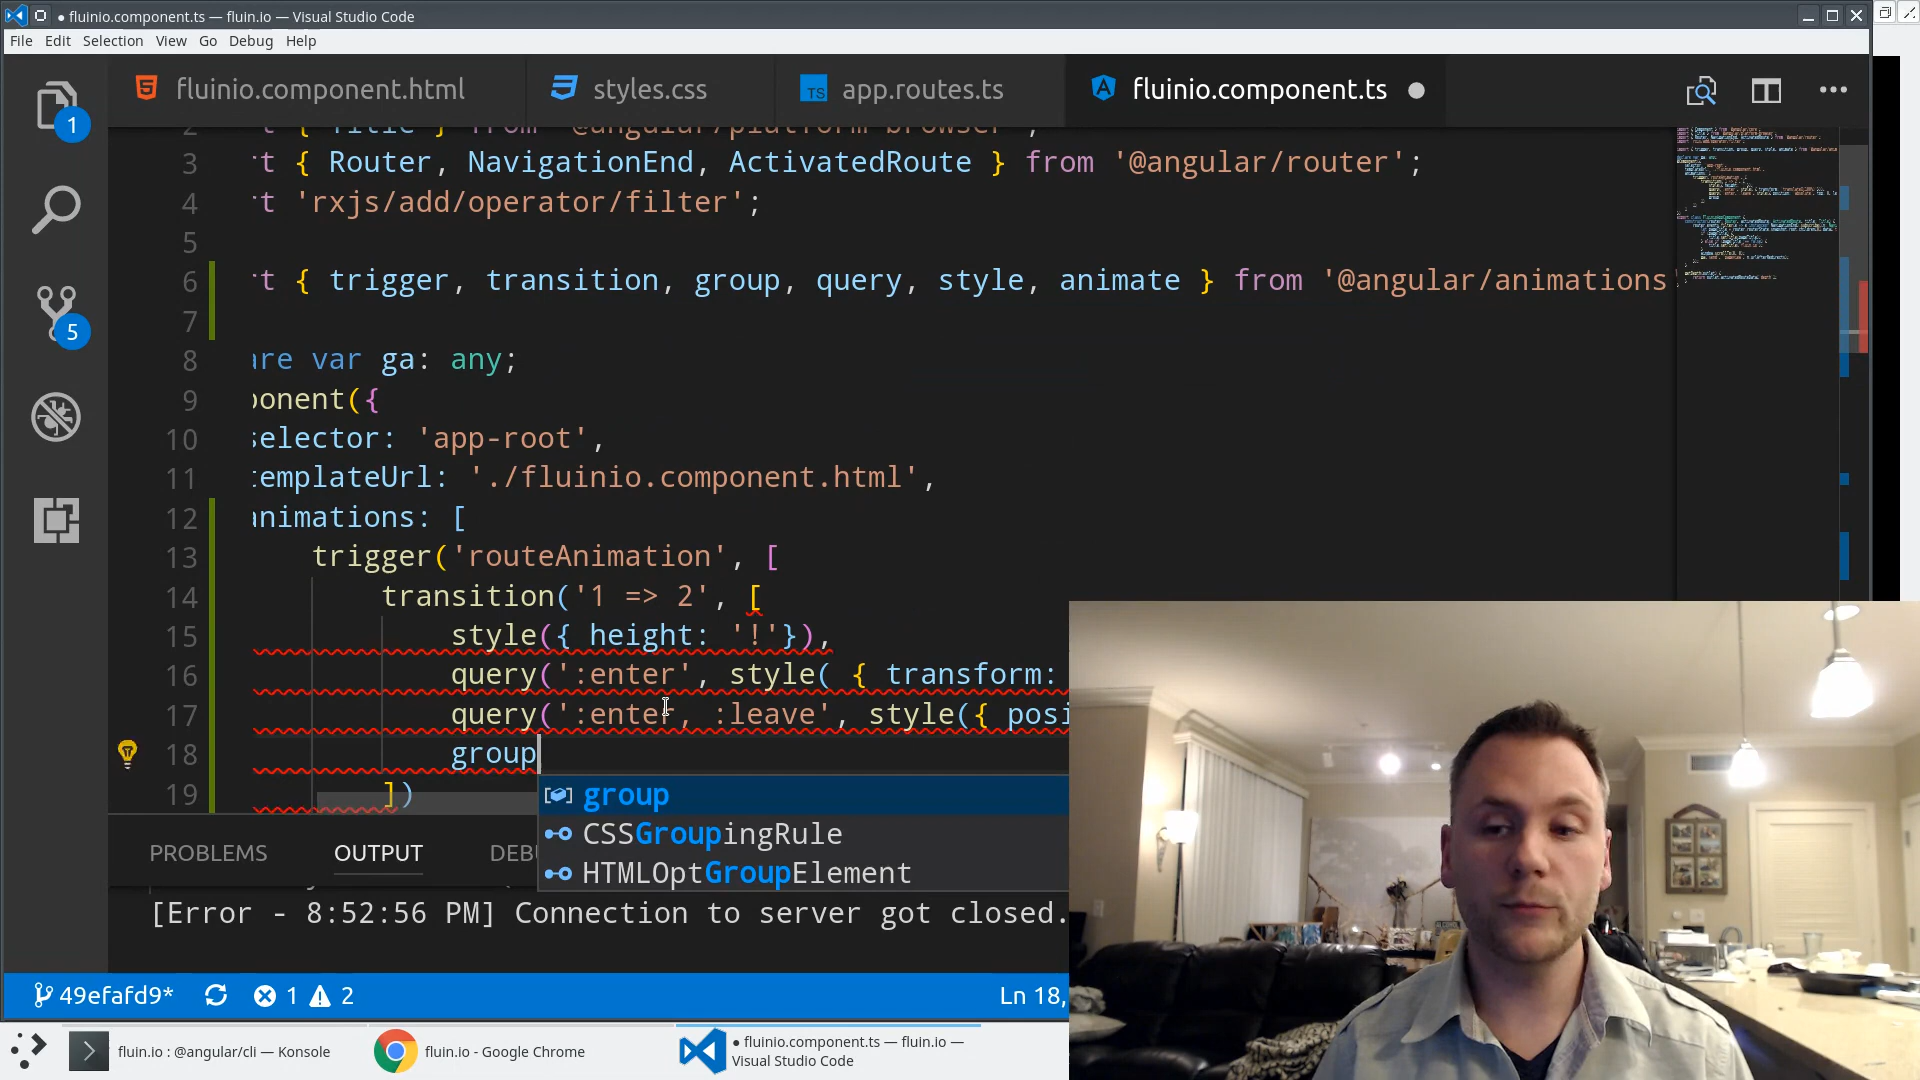 ● fluinio.component.ts — fluin.io — Visual Studio Code
File Edit Selection View Go Debug Help
fluinio.component.html styles.css TS app.routes.ts fluinio.component.ts ●
1
3 rt { Router, NavigationEnd, ActivatedRoute } from '@angular/router';
4 rt 'rxjs/add/operator/filter';
5
6 rt { trigger, transition, group, query, style, animate } from '@angular/animations
7
8 are var ga: any;
9 ponent({
10 selector: 'app-root',
11 templateUrl: './fluinio.component.html',
12 animations: [
13 trigger('routeAnimation', [
14 transition('1 => 2', [
15 style({ height: '!'}),
16 query(':enter', style( { transform:
17 query(':enter, :leave', style({ posi
18 group
19 ])
5
group
CSSGroupingRule
HTMLOptGroupElement
PROBLEMS OUTPUT DEBU
[Error - 8:52:56 PM] Connection to server got closed.
49efafd9* 1 2 Ln 18,
fluin.io : @angular/cli — Konsole
fluin.io - Google Chrome
● fluinio.component.ts — fluin.io —
Visual Studio Code